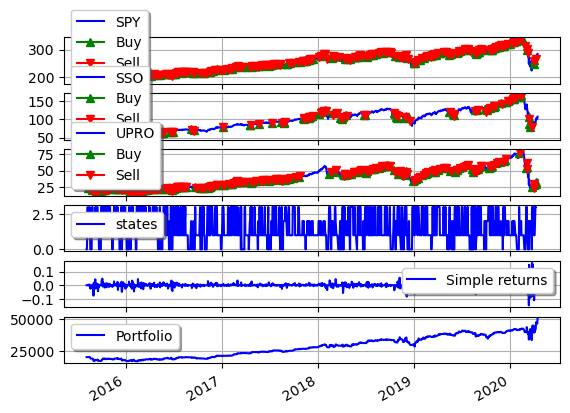 SPY
Buy
Sell
300
200
SSO
Buy
Sell
150
100
50
UPRO
Buy
Sell
75
50
25
states
2.5
0.0
Simple returns
0.1
0.0
−0.1
Portfolio
50000
25000
2016
2017
2018
2019
2020